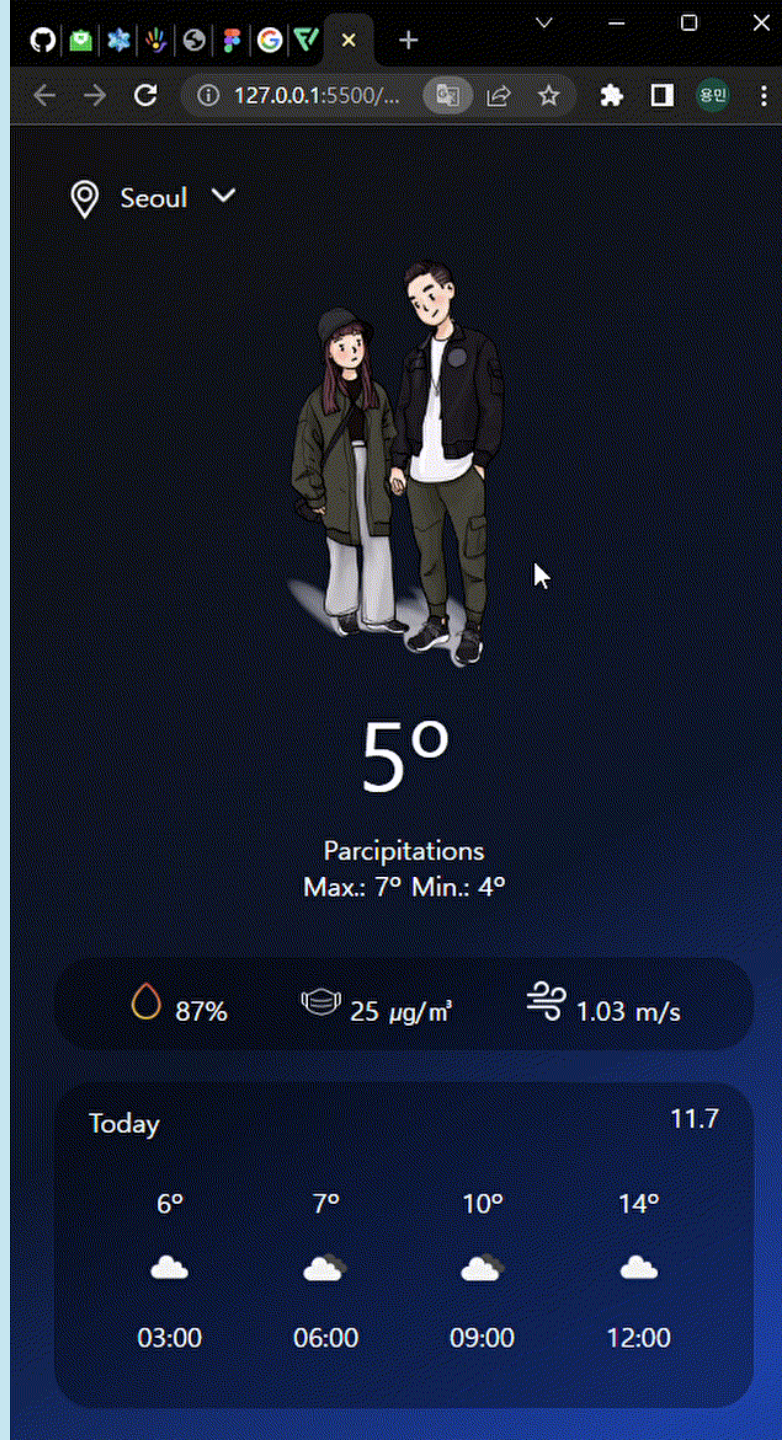 127.0.0.1:5500/...
용민
Seoul
5º
Parcipitations
Max.: 7º Min.: 4º
87% 25 ㎍/㎥ 1.03 m/s
Today 11.7
6º 7º 10º 14º
03:00 06:00 09:00 12:00